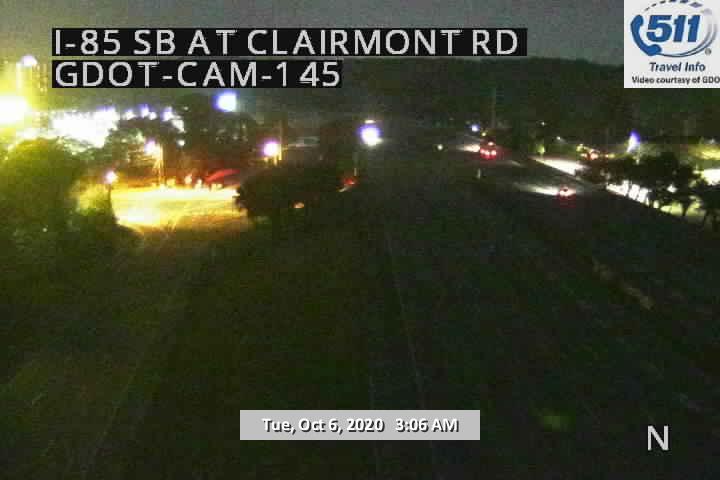 I-85 SB AT CLAIRMONT RD
GDOT-CAM-145
511
Travel Info
Video courtesy of GDO
Tue, Oct 6, 2020 3:06 AM
N